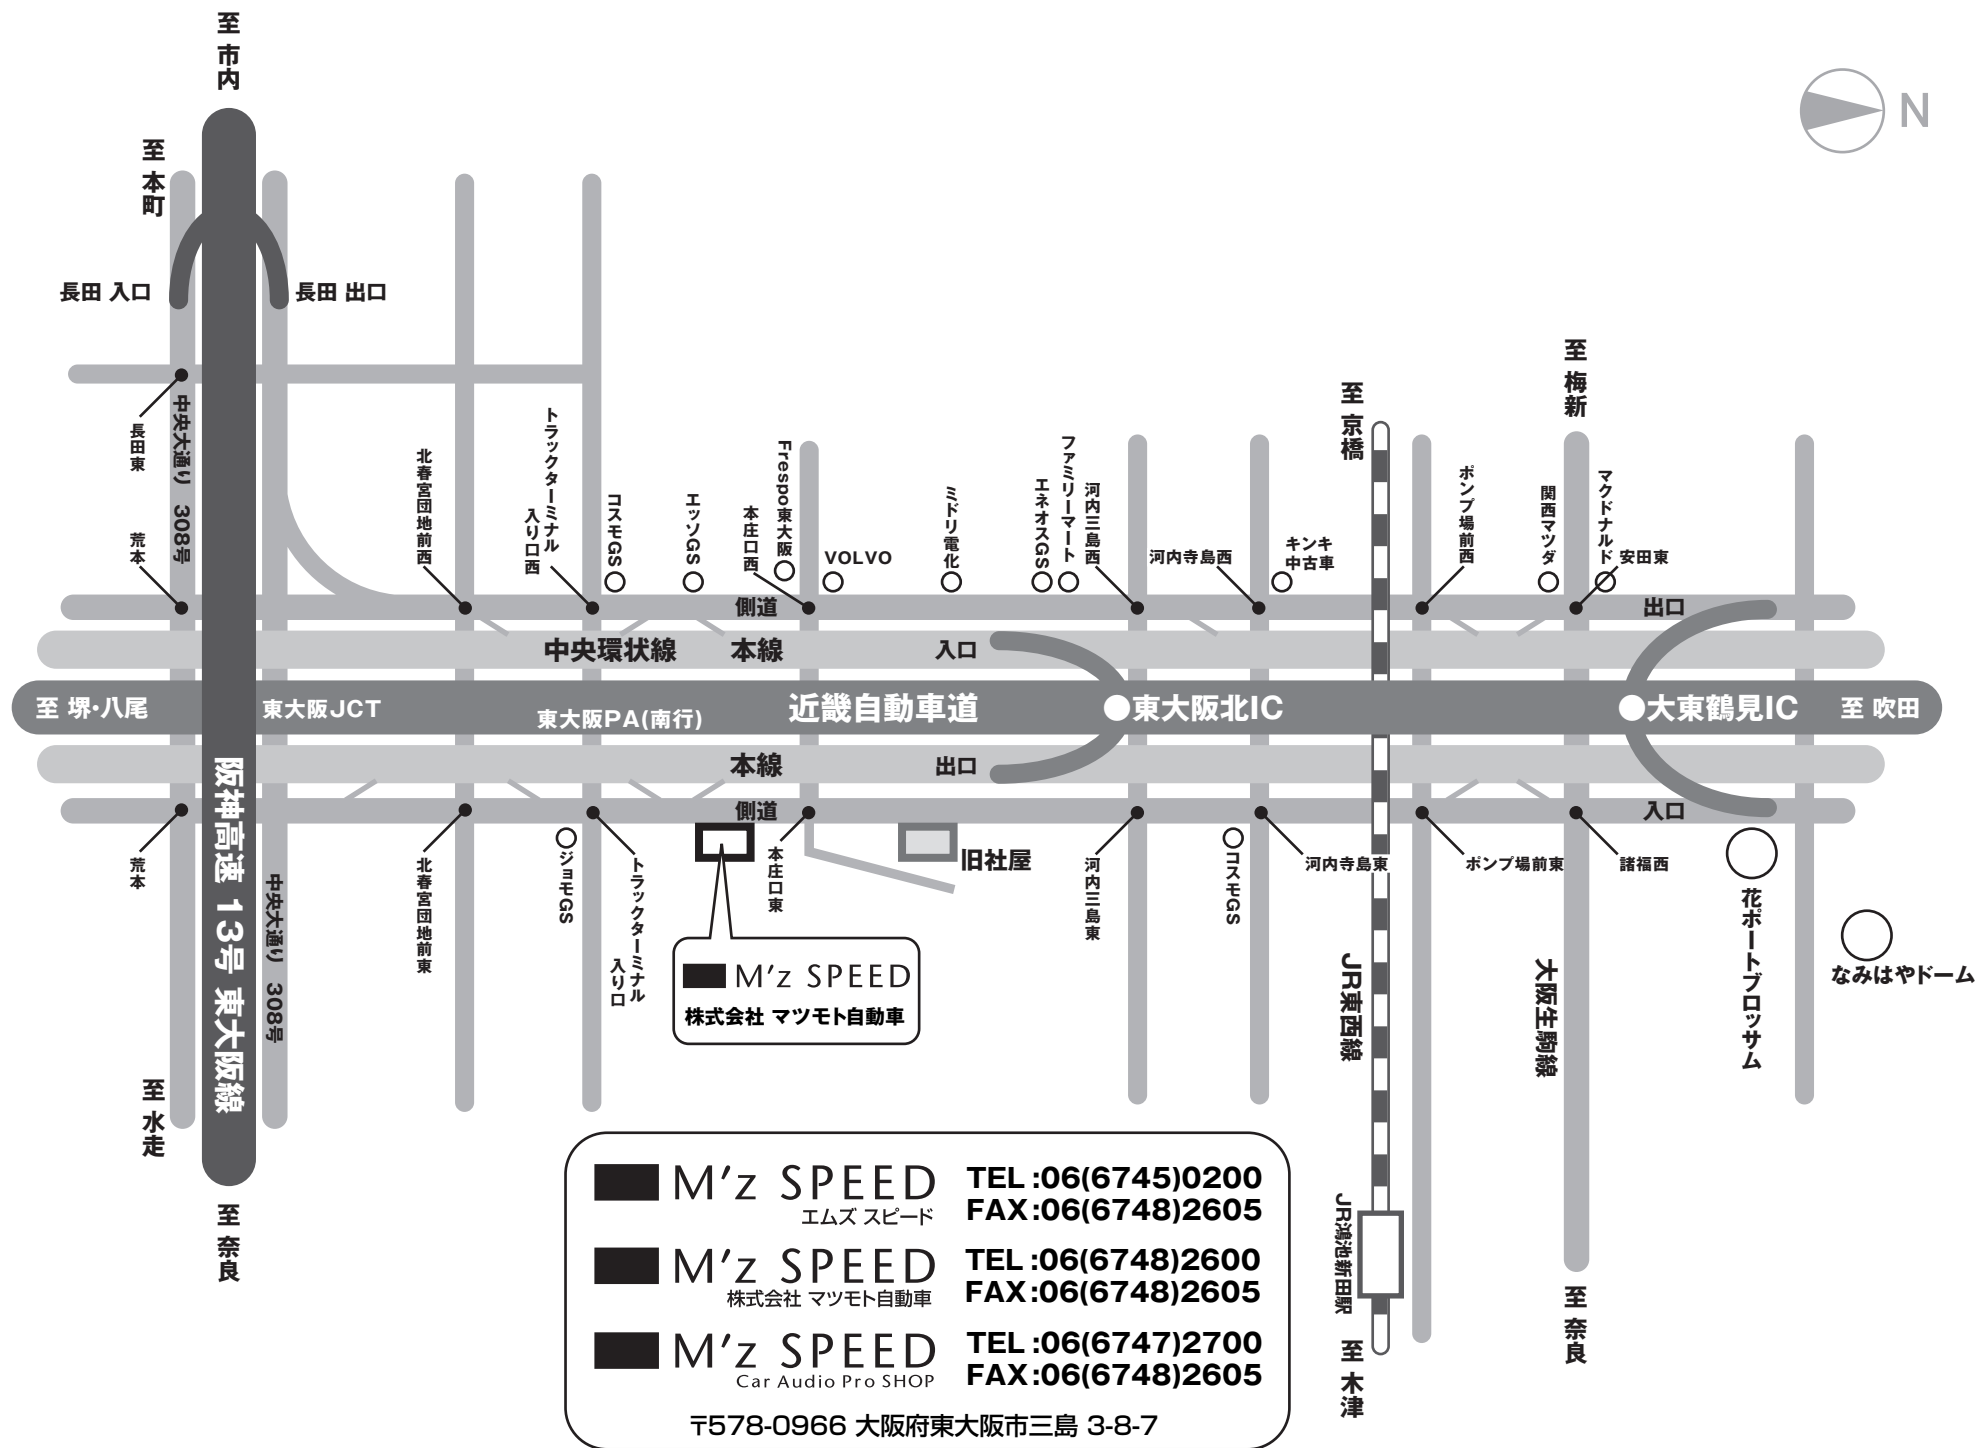 至 市内
N
至 本町
長田 入口
長田 出口
至 梅新
至 京橋
長田東
中央大通り 308号
荒本
北春宮団地前西
トラックターミナル
入り口西
コスモGS
エッソGS
Frespo東大阪
本庄口西
VOLVO
ミドリ電化
エネオスGS
ファミリーマート
河内三島西
河内寺島西
キンキ
中古車
ポンプ場前西
関西マツダ
マクドナルド
安田東
側道
出口
中央環状線
本線
入口
至 堺・八尾
東大阪JCT
東大阪PA(南行)
近畿自動車道
東大阪北IC
大東鶴見IC
至 吹田
本線
出口
側道
入口
阪神高速 13号 東大阪線
荒本
中央大通り 308号
北春宮団地前東
ジョモGS
トラックターミナル
入り口
本庄口東
旧社屋
河内三島東
コスモGS
河内寺島東
ポンプ場前東
諸福西
花ポートブロッサム
なみはやドーム
M'z SPEED
株式会社 マツモト自動車
JR東西線
大阪生駒線
至 水走
至 奈良
JR鴻池新田駅
至 木津
至 奈良
M'z SPEED
エムズ スピード
TEL:06(6745)0200
FAX:06(6748)2605
M'z SPEED
株式会社 マツモト自動車
TEL:06(6748)2600
FAX:06(6748)2605
M'z SPEED
Car Audio Pro SHOP
TEL:06(6747)2700
FAX:06(6748)2605
〒578-0966 大阪府東大阪市三島 3-8-7